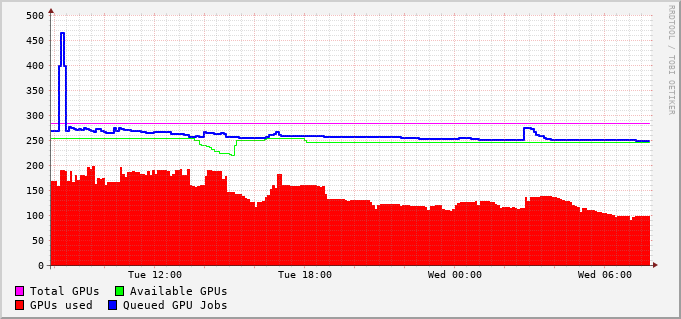 500
450
400
350
300
250
200
150
100
50
0
Tue 12:00 Tue 18:00 Wed 00:00 Wed 06:00
Total GPUs Available GPUs
GPUs used Queued GPU Jobs
RRDTOOL / TOBI OETIKER